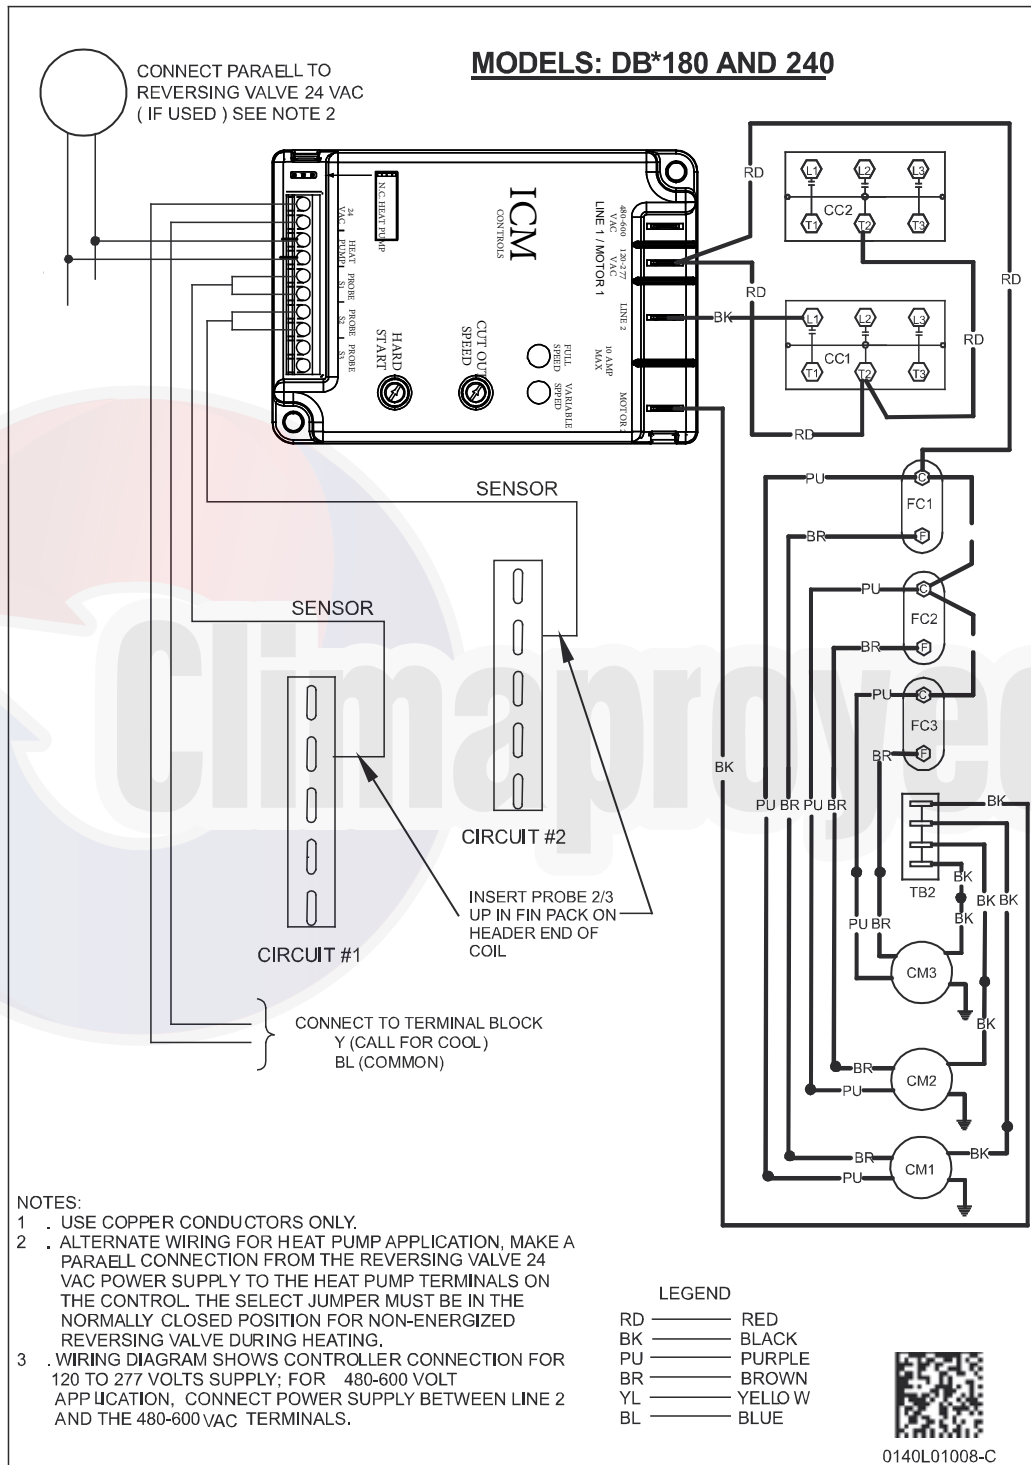 MODELS: DB*180 AND 240
CONNECT PARAELL TO
REVERSING VALVE 24 VAC
( IF USED ) SEE NOTE 2
N.C. HEAT PUMP
24
VAC
HEAT
PUMP
PROBE
S1
PROBE
S2
PROBE
S3
ICM
CONTROLS
HARD
START
CUT OUT
SPEED
FULL
SPEED
VARIABLE
SPPED
480-600
VAC
LINE 1 / MOTOR 1
120-277
VAC
LINE 2
10 AMP
MAX
MOTOR 2
RD
L1
L2
L3
CC2
T1
T2
T3
RD
RD
RD
BK
L1
L2
L3
CC1
T1
T2
T3
RD
RD
PU
C
FC1
BR
F
PU
C
FC2
BR
F
PU
C
FC3
BR
F
SENSOR
SENSOR
BK
PU BR PU BR
BK
TB2
BK
BK BK
BK
PU BR
CM3
BK
BR
CM2
PU
BR
CM1
BK
PU
CIRCUIT #2
CIRCUIT #1
INSERT PROBE 2/3
UP IN FIN PACK ON
HEADER END OF
COIL
CONNECT TO TERMINAL BLOCK
Y (CALL FOR COOL)
BL (COMMON)
Climaproyec
NOTES:
1 . USE COPPER CONDUCTORS ONLY.
2 . ALTERNATE WIRING FOR HEAT PUMP APPLICATION, MAKE A
PARAELL CONNECTION FROM THE REVERSING VALVE 24
VAC POWER SUPPLY TO THE HEAT PUMP TERMINALS ON
THE CONTROL. THE SELECT JUMPER MUST BE IN THE
NORMALLY CLOSED POSITION FOR NON-ENERGIZED
REVERSING VALVE DURING HEATING.
3 . WIRING DIAGRAM SHOWS CONTROLLER CONNECTION FOR
120 TO 277 VOLTS SUPPLY; FOR 480-600 VOLT
APPLICATION, CONNECT POWER SUPPLY BETWEEN LINE 2
AND THE 480-600 VAC TERMINALS.
LEGEND
RD RED
BK BLACK
PU PURPLE
BR BROWN
YL YELLO W
BL BLUE
0140L01008-C